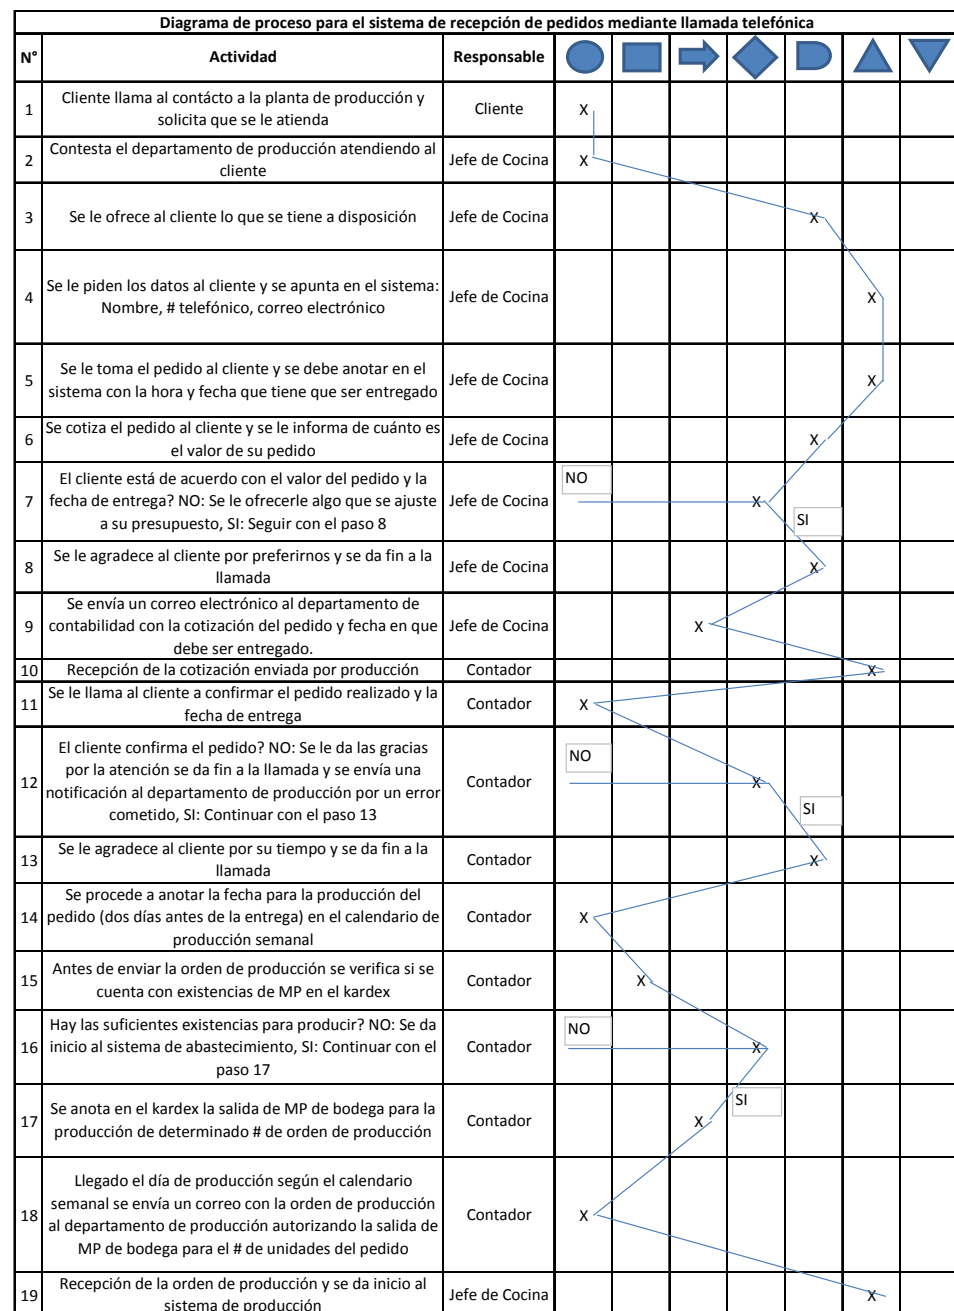 Diagrama de proceso para el sistema de recepción de pedidos mediante llamada telefónica
N° Actividad Responsable
1 Cliente llama al contácto a la planta de producción y
solicita que se le atienda
Cliente X
2 Contesta el departamento de producción atendiendo al
cliente
Jefe de Cocina X
3 Se le ofrece al cliente lo que se tiene a disposición Jefe de Cocina X
4 Se le piden los datos al cliente y se apunta en el sistema:
Nombre, # telefónico, correo electrónico
Jefe de Cocina X
5 Se le toma el pedido al cliente y se debe anotar en el
sistema con la hora y fecha que tiene que ser entregado
Jefe de Cocina X
6 Se cotiza el pedido al cliente y se le informa de cuánto es
el valor de su pedido
Jefe de Cocina X
7 El cliente está de acuerdo con el valor del pedido y la
fecha de entrega? NO: Se le ofrecerle algo que se ajuste
a su presupuesto, SI: Seguir con el paso 8
Jefe de Cocina NO X SI
8 Se le agradece al cliente por preferirnos y se da fin a la
llamada
Jefe de Cocina X
9 Se envía un correo electrónico al departamento de
contabilidad con la cotización del pedido y fecha en que
debe ser entregado.
Jefe de Cocina X
10 Recepción de la cotización enviada por producción Contador X
11 Se le llama al cliente a confirmar el pedido realizado y la
fecha de entrega
Contador X
12 El cliente confirma el pedido? NO: Se le da las gracias
por la atención se da fin a la llamada y se envía una
notificación al departamento de producción por un error
cometido, SI: Continuar con el paso 13
Contador NO X SI
13 Se le agradece al cliente por su tiempo y se da fin a la
llamada
Contador X
14 Se procede a anotar la fecha para la producción del
pedido (dos días antes de la entrega) en el calendario de
producción semanal
Contador X
15 Antes de enviar la orden de producción se verifica si se
cuenta con existencias de MP en el kardex
Contador X
16 Hay las suficientes existencias para producir? NO: Se da
inicio al sistema de abastecimiento, SI: Continuar con el
paso 17
Contador NO X SI
17 Se anota en el kardex la salida de MP de bodega para la
producción de determinado # de orden de producción
Contador X
18 Llegado el día de producción según el calendario
semanal se envía un correo con la orden de producción
al departamento de producción autorizando la salida de
MP de bodega para el # de unidades del pedido
Contador X
19 Recepción de la orden de producción y se da inicio al
sistema de producción
Jefe de Cocina X